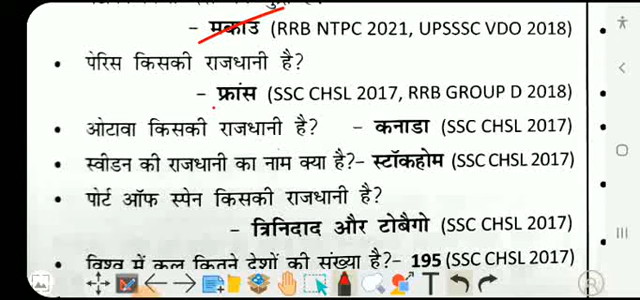 – मकाउ (RRB NTPC 2021, UPSSSC VDO 2018)
• पेरिस किसकी राजधानी है?
– फ्रांस (SSC CHSL 2017, RRB GROUP D 2018)
• ओटावा किसकी राजधानी है? – कनाडा (SSC CHSL 2017)
• स्वीडन की राजधानी का नाम क्या है?– स्टॉकहोम (SSC CHSL 2017)
• पोर्ट ऑफ स्पेन किसकी राजधानी है?
– त्रिनिदाद और टोबैगो (SSC CHSL 2017)
• विश्व में कुल कितने देशों की संख्या है?– 195 (SSC CHSL 2017)
T
R